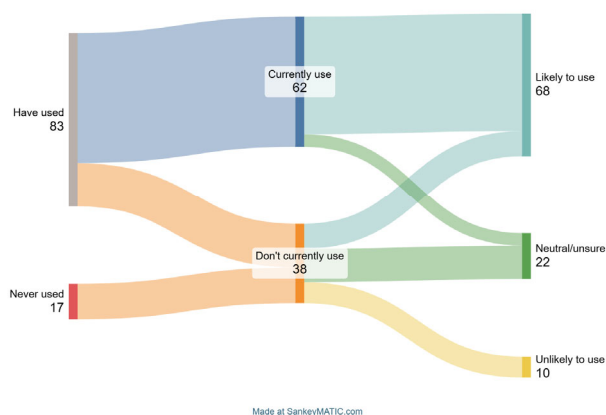 Have used
83
Never used
17
Currently use
62
Don't currently use
38
Likely to use
68
Neutral/unsure
22
Unlikely to use
10
Made at SankeyMATIC.com